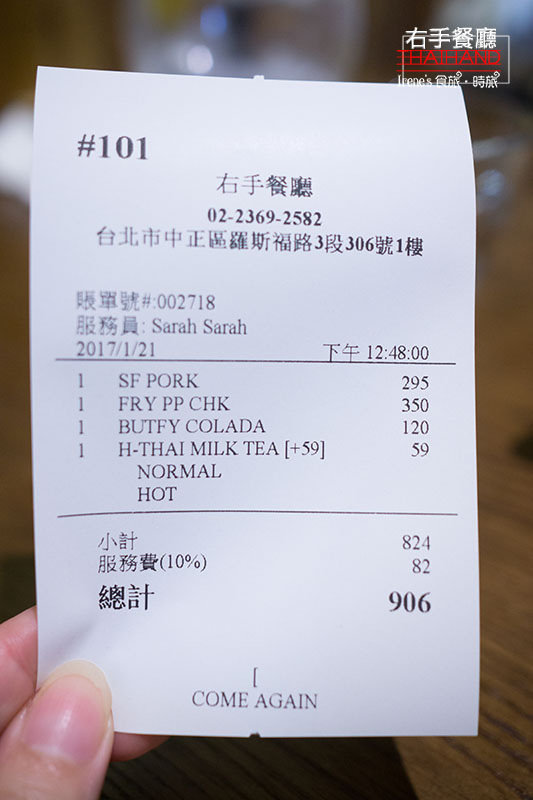 右手餐廳
THAIHAND
Irene's 食旅・時旅
#101
右手餐廳
02-2369-2582
台北市中正區羅斯福路3段306號1樓
賬單號#:002718
服務員: Sarah Sarah
2017/1/21 下午 12:48:00
1 SF PORK 295
1 FRY PP CHK 350
1 BUTFY COLADA 120
1 H-THAI MILK TEA [+59] 59
NORMAL
HOT
小計 824
服務費(10%) 82
總計 906
[
COME AGAIN